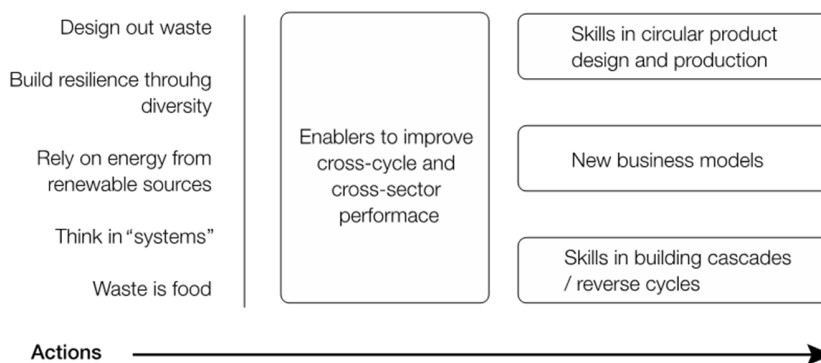 Design out waste
Build resilience throuhg
diversity
Rely on energy from
renewable sources
Think in “systems”
Waste is food
Enablers to improve
cross-cycle and
cross-sector
performace
Skills in circular product
design and production
New business models
Skills in building cascades
/ reverse cycles
Actions